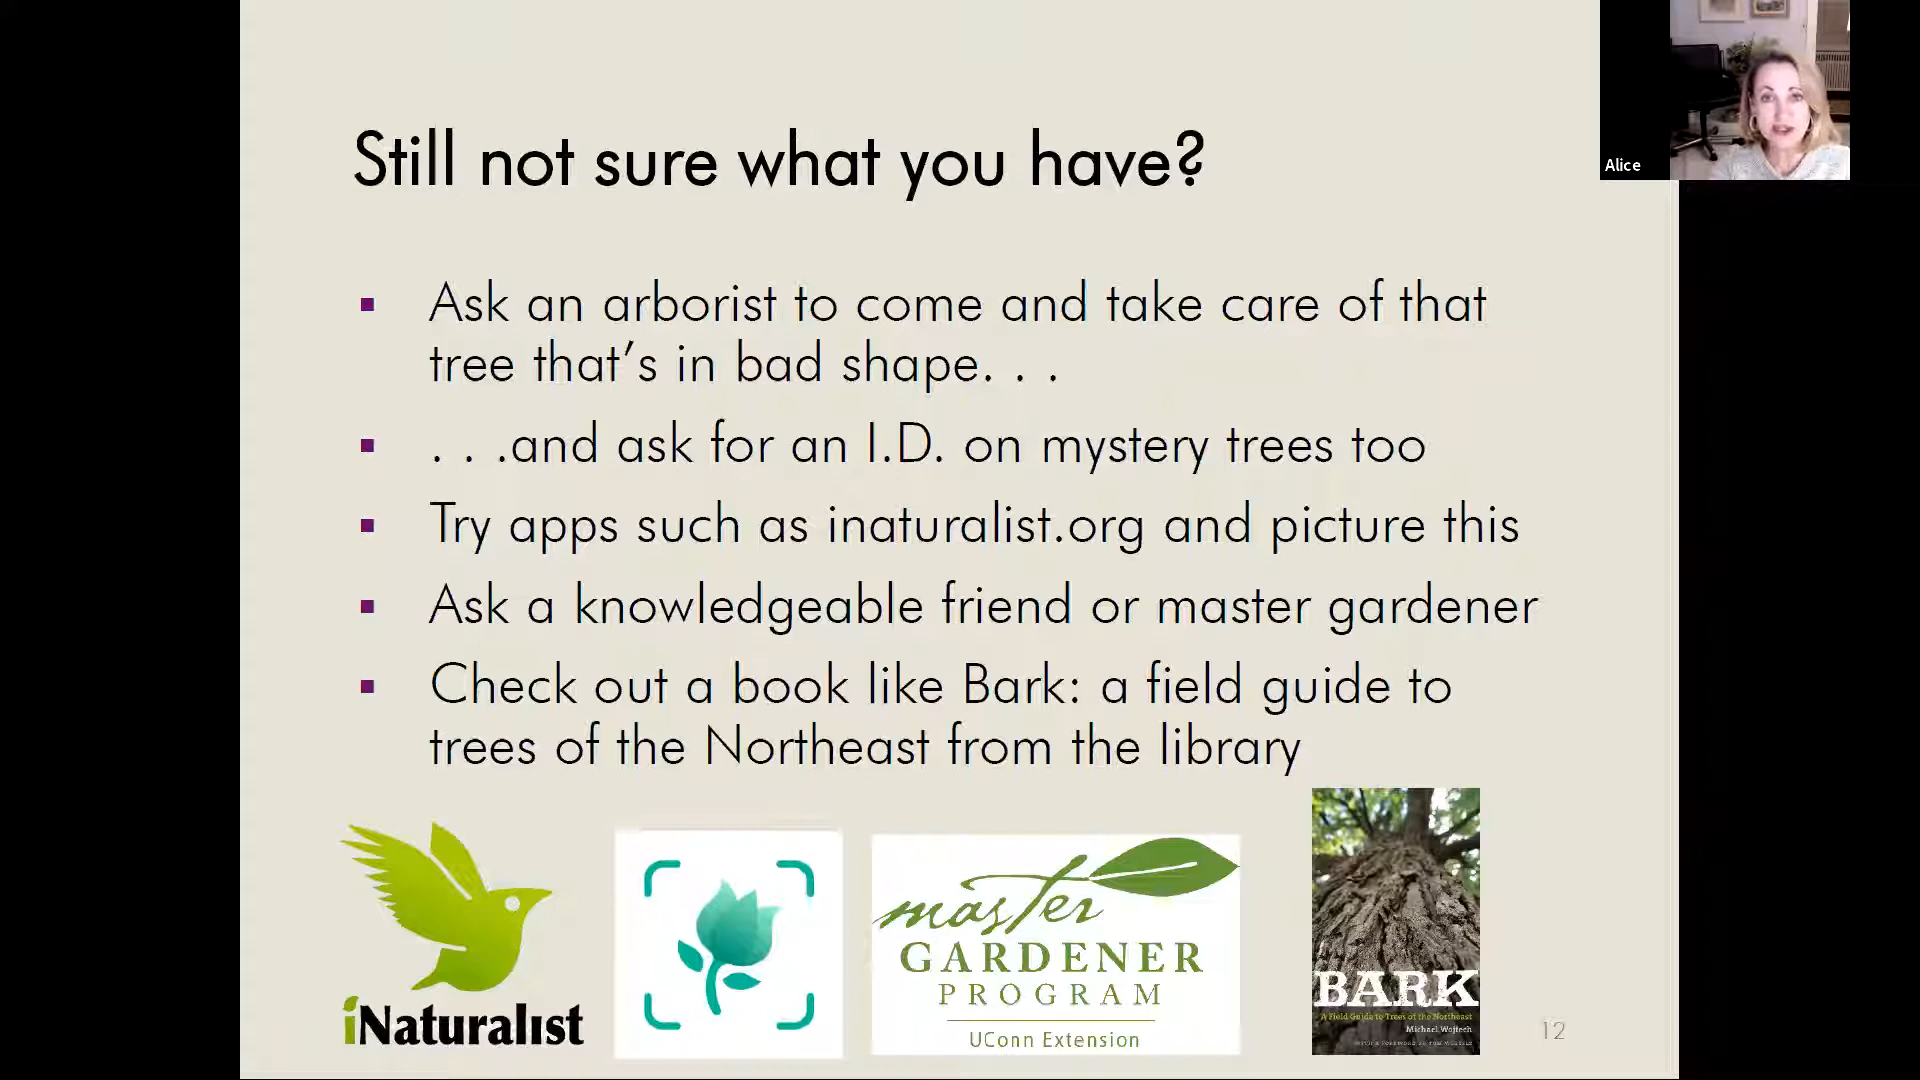 Alice
Still not sure what you have?
▪ Ask an arborist to come and take care of that
tree that’s in bad shape. . .
▪ . . .and ask for an I.D. on mystery trees too
▪ Try apps such as inaturalist.org and picture this
▪ Ask a knowledgeable friend or master gardener
▪ Check out a book like Bark: a field guide to
trees of the Northeast from the library
iNaturalist
master
GARDENER
PROGRAM
UConn Extension
BARK
A Field Guide to Trees of the Northeast
Michael Wojtech
12